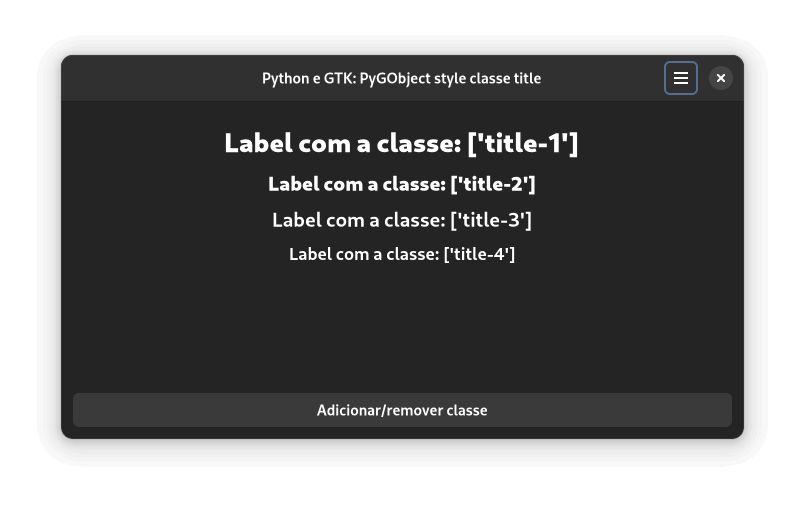 Python e GTK: PyGObject style classe title
Label com a classe: ['title-1']
Label com a classe: ['title-2']
Label com a classe: ['title-3']
Label com a classe: ['title-4']
Adicionar/remover classe